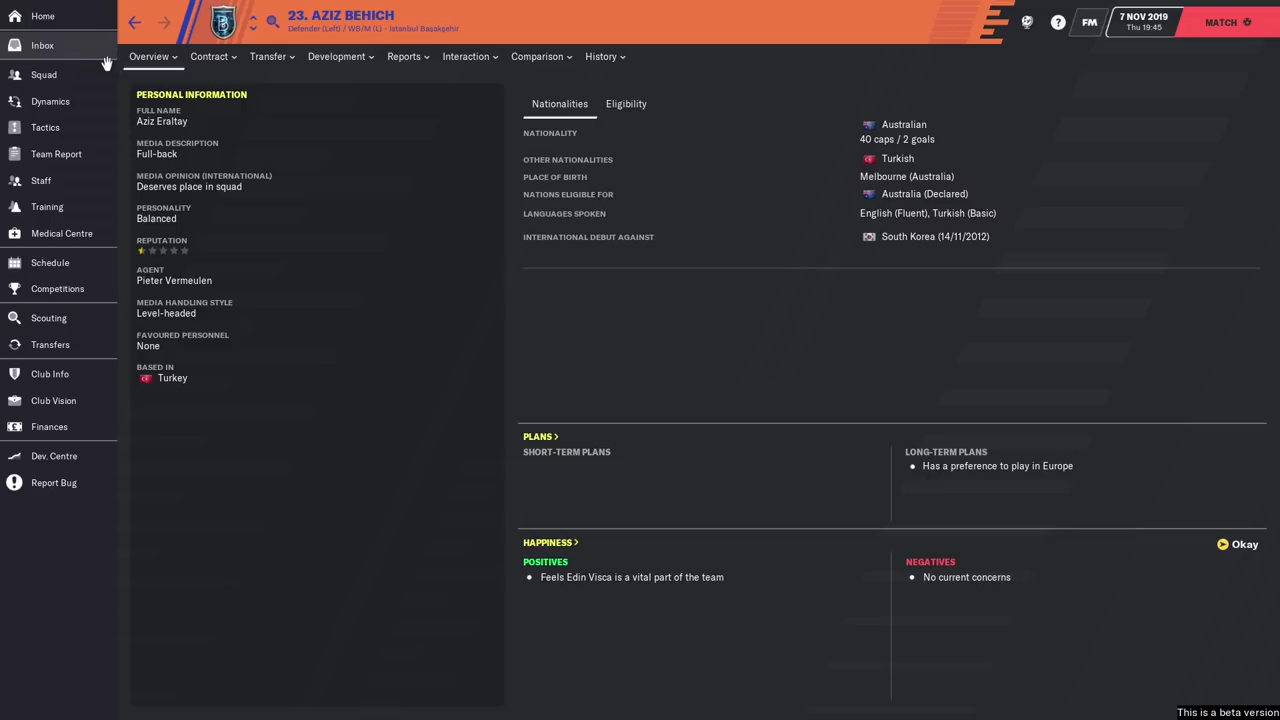 Home
Inbox
Squad
Dynamics
Tactics
Team Report
Staff
Training
Medical Centre
Schedule
Competitions
Scouting
Transfers
Club Info
Club Vision
Finances
Dev. Centre
Report Bug
23. AZIZ BEHICH
Defender (Left) / WB/M (L) - Istanbul Başakşehir
?
FM
7 NOV 2019
Thu 19:45
MATCH
Overview
Contract
Transfer
Development
Reports
Interaction
Comparison
History
PERSONAL INFORMATION
FULL NAME
Aziz Eraltay
MEDIA DESCRIPTION
Full-back
MEDIA OPINION (INTERNATIONAL)
Deserves place in squad
PERSONALITY
Balanced
REPUTATION
AGENT
Pieter Vermeulen
MEDIA HANDLING STYLE
Level-headed
FAVOURED PERSONNEL
None
BASED IN
Turkey
Nationalities
Eligibility
NATIONALITY
Australian
40 caps / 2 goals
OTHER NATIONALITIES
Turkish
PLACE OF BIRTH
Melbourne (Australia)
NATIONS ELIGIBLE FOR
Australia (Declared)
LANGUAGES SPOKEN
English (Fluent), Turkish (Basic)
INTERNATIONAL DEBUT AGAINST
South Korea (14/11/2012)
PLANS >
SHORT-TERM PLANS
LONG-TERM PLANS
• Has a preference to play in Europe
HAPPINESS >
Okay
POSITIVES
• Feels Edin Visca is a vital part of the team
NEGATIVES
• No current concerns
This is a beta version